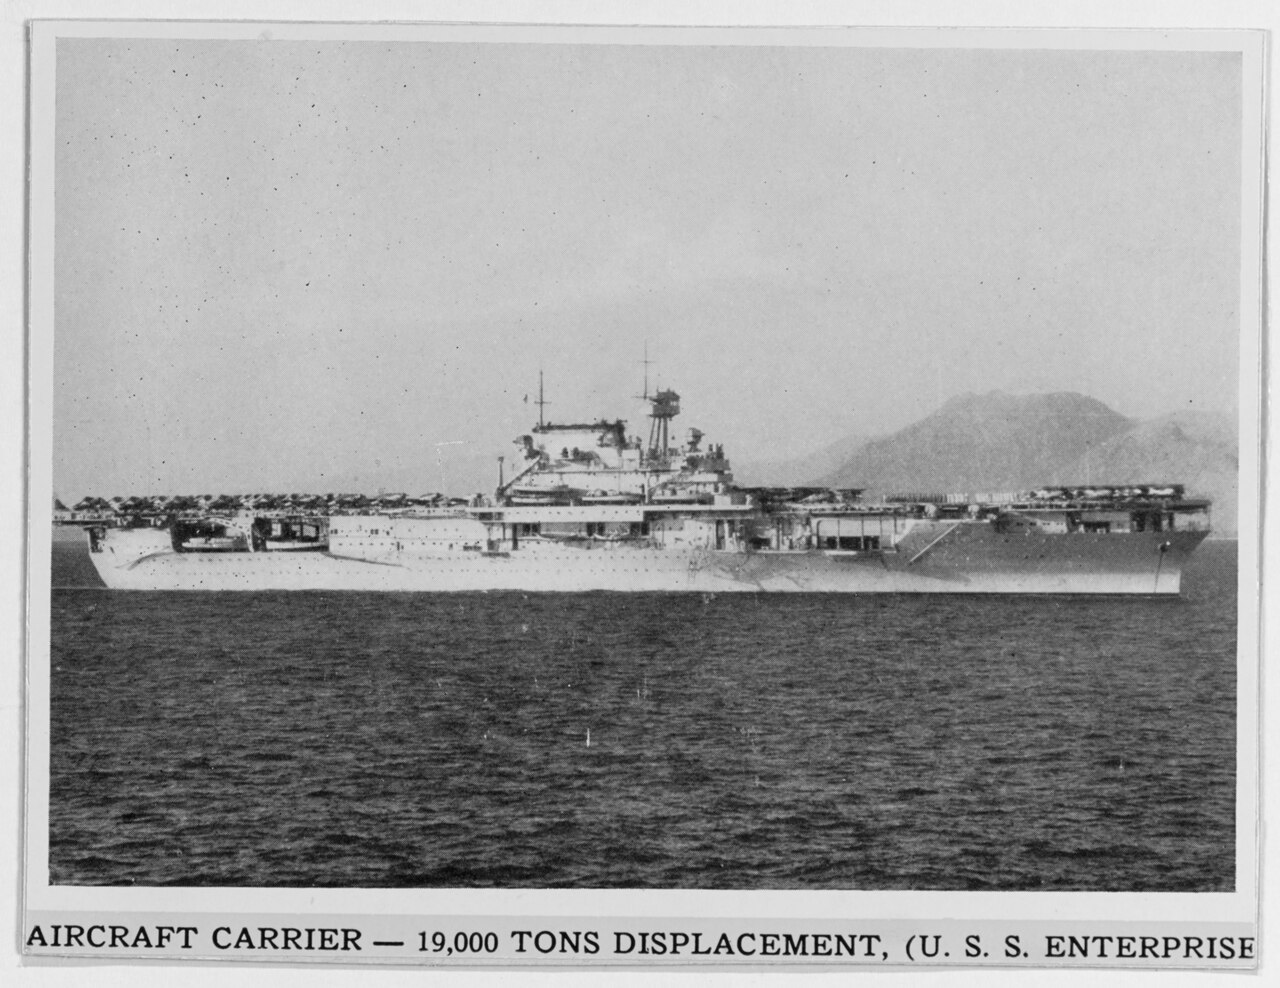 AIRCRAFT CARRIER — 19,000 TONS DISPLACEMENT, (U. S. S. ENTERPRISE